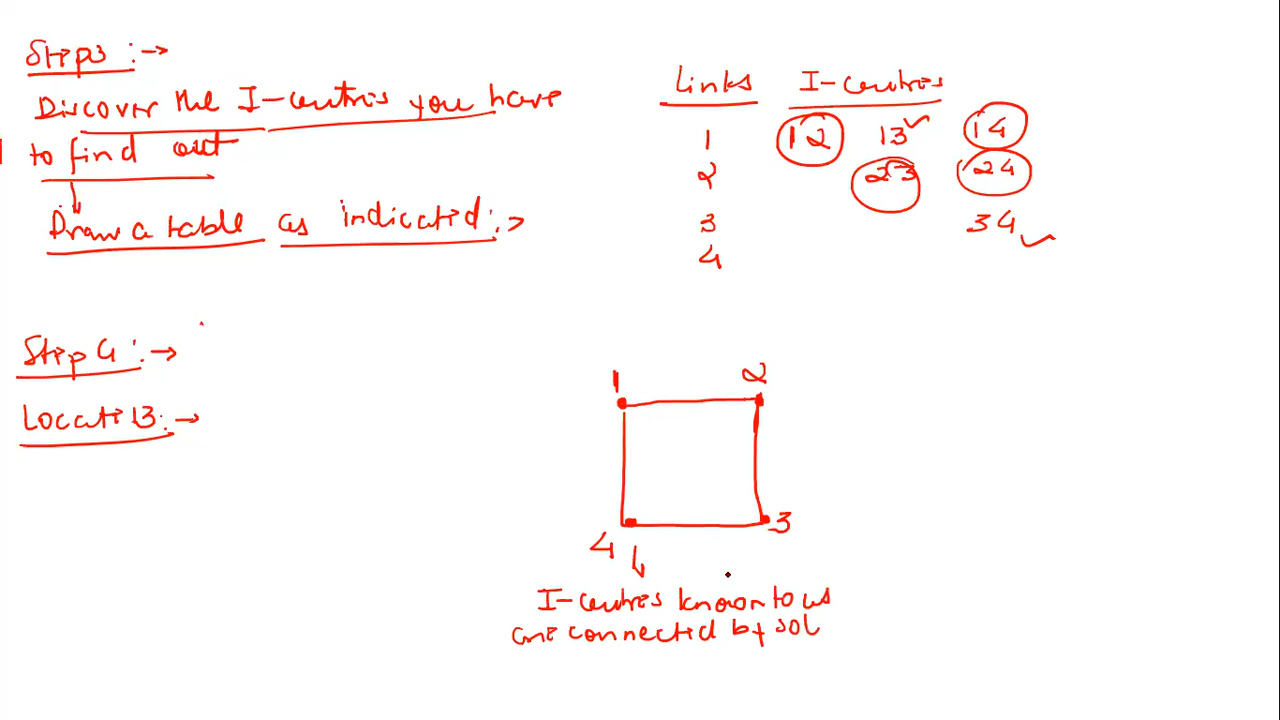 Step3 :→
Discover the I-centres you have
to find out
Draw a table as indicated :>
Links I-centres
1 12 13 14
2 23 24
3 34
4
Step 4 :→
Locate 13 :→
1 2
4 3
I-centres known to us
are connected by sol